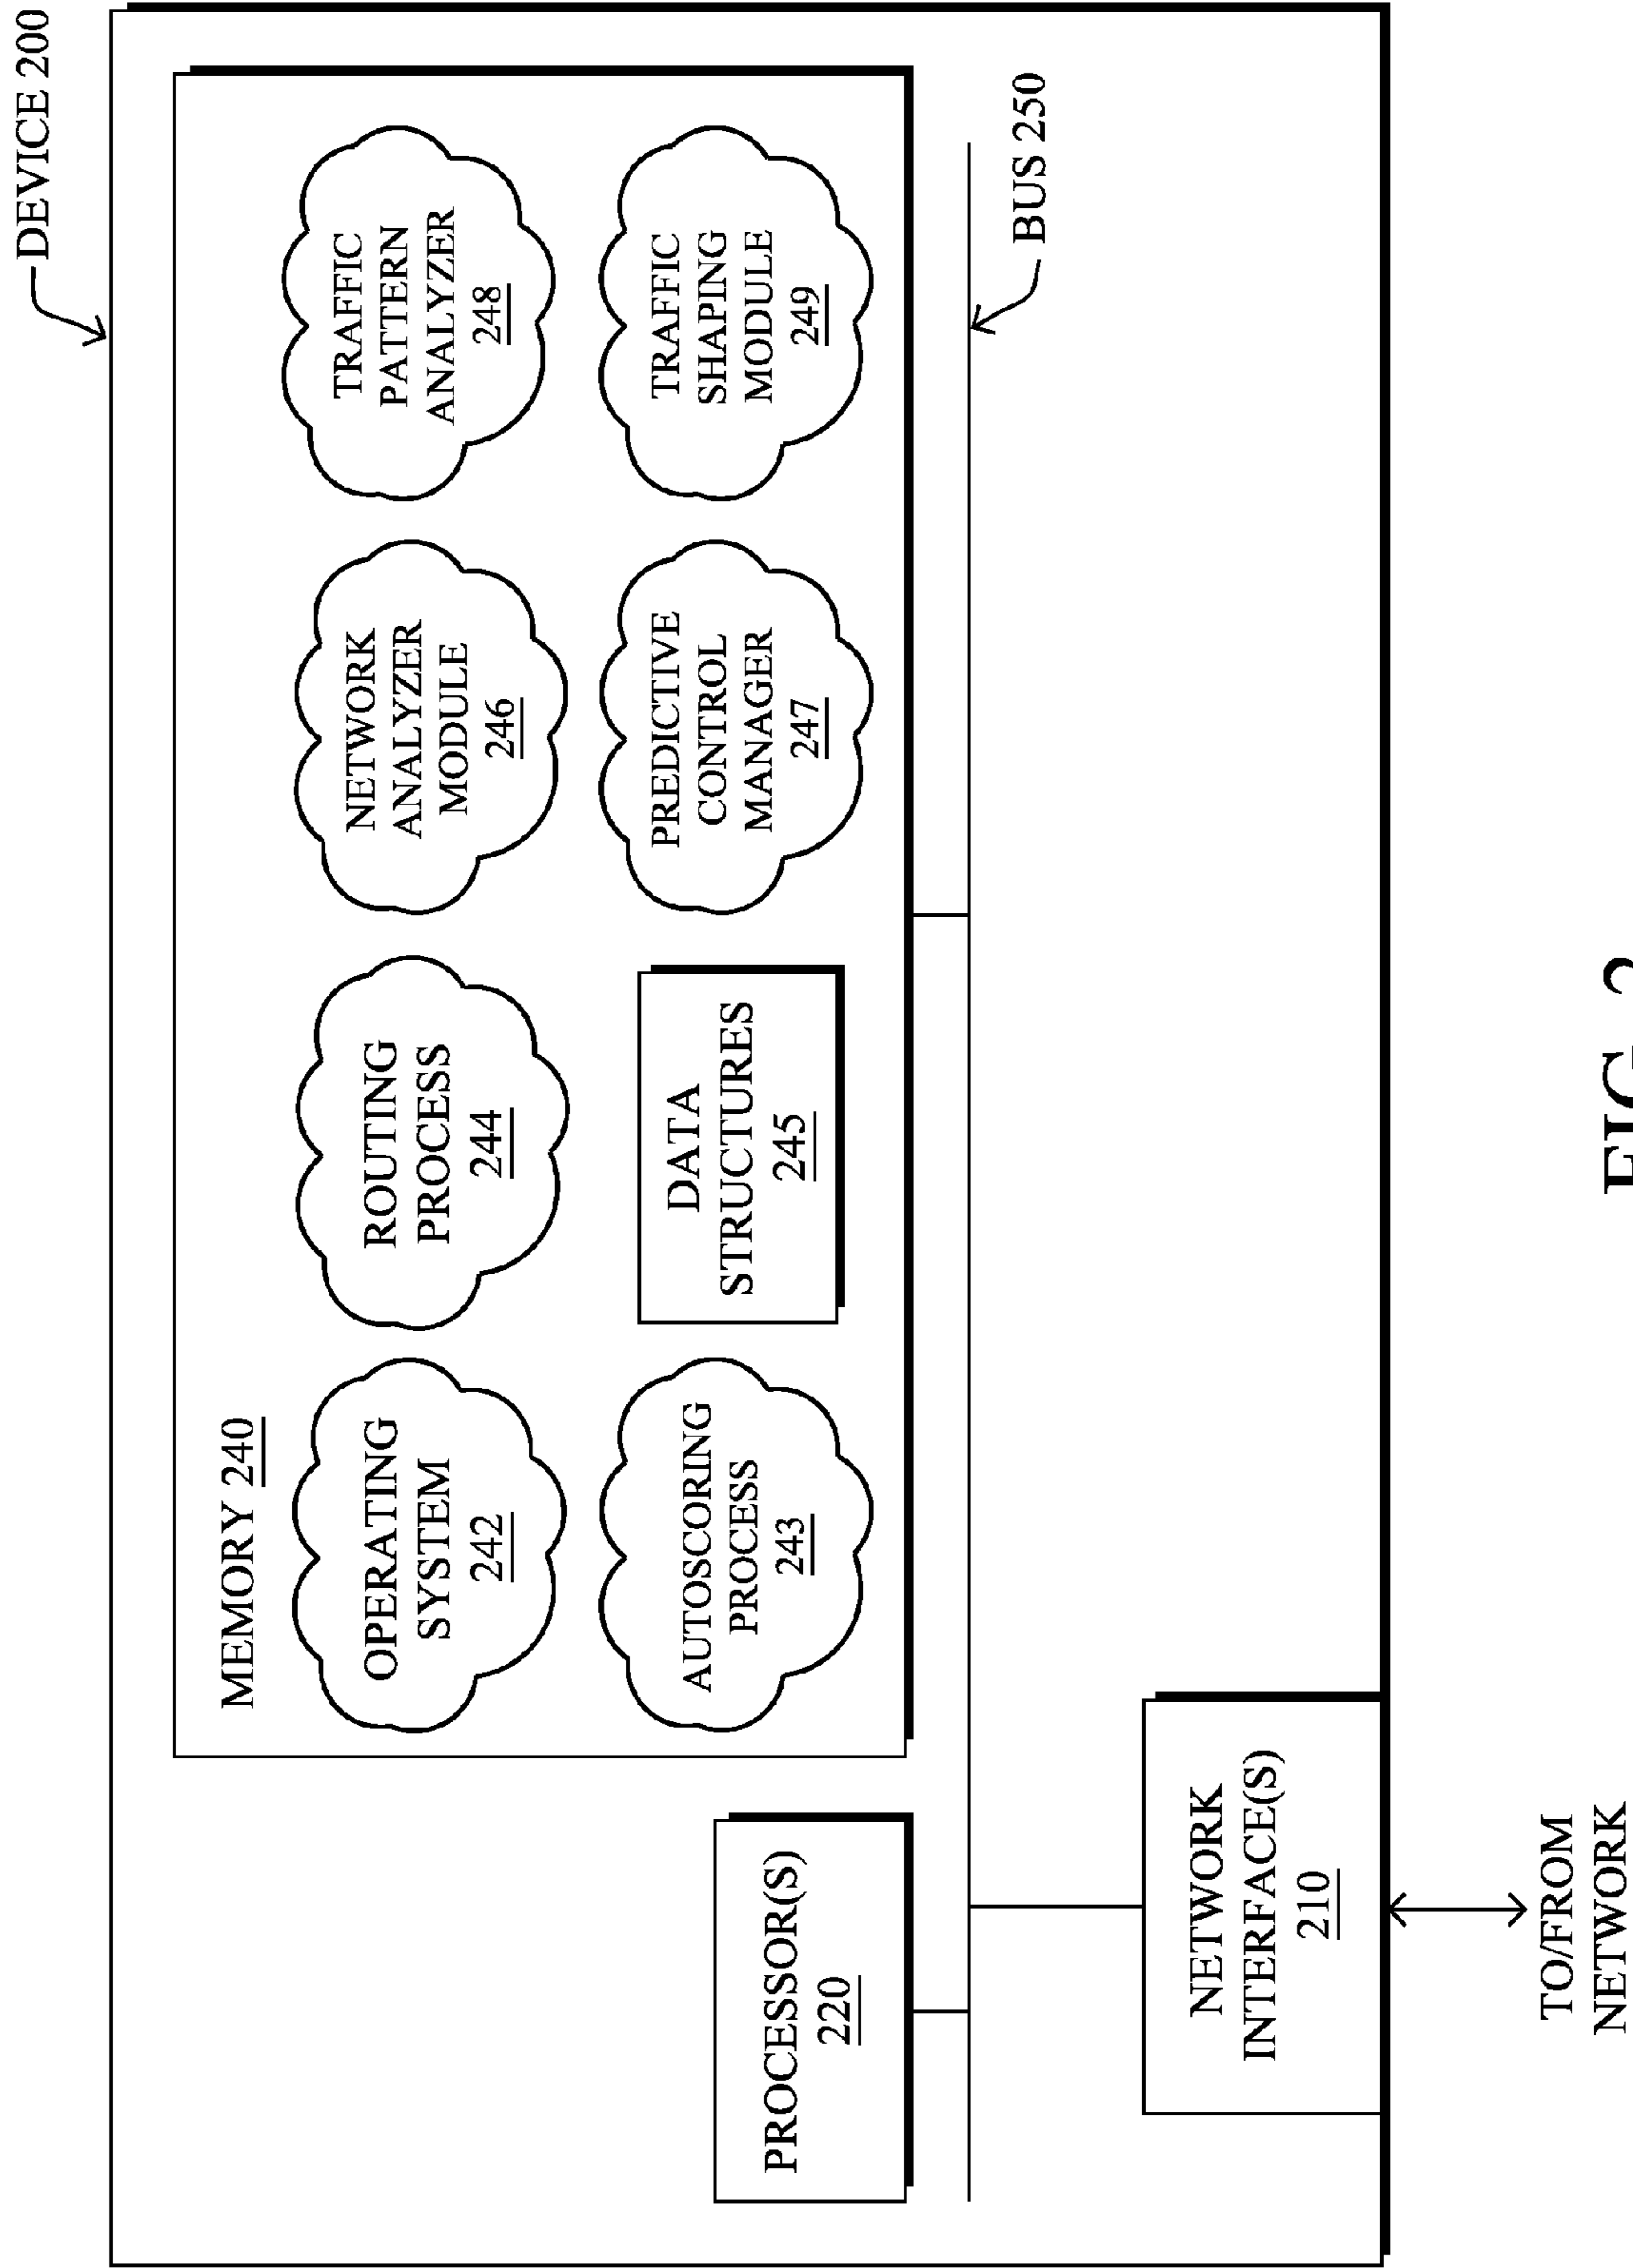 DEVICE 200
MEMORY 240
OPERATING
SYSTEM
242
ROUTING
PROCESS
244
NETWORK
ANALYZER
MODULE
246
TRAFFIC
PATTERN
ANALYZER
248
AUTOSCORING
PROCESS
243
DATA
STRUCTURES
245
PREDICTIVE
CONTROL
MANAGER
247
TRAFFIC
SHAPING
MODULE
249
PROCESSOR(S)
220
BUS 250
NETWORK
INTERFACE(S)
210
TO/FROM
NETWORK
FIG. 2